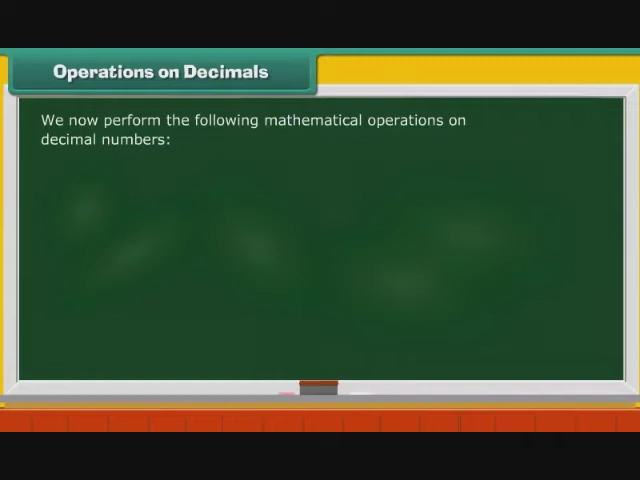 Operations on Decimals
We now perform the following mathematical operations on
decimal numbers: